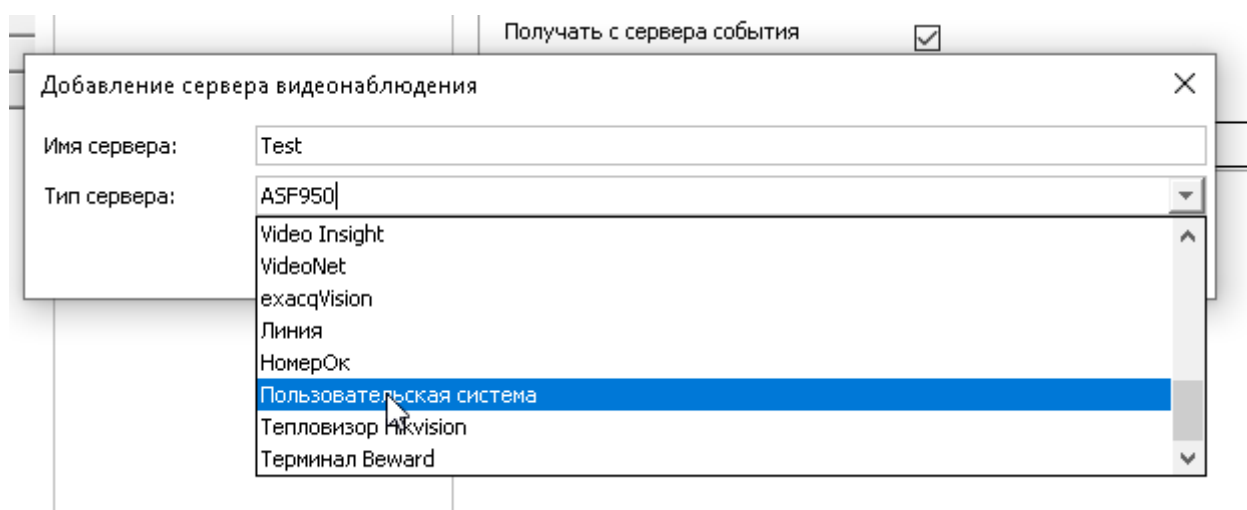 Получать с сервера события
Добавление сервера видеонаблюдения
Имя сервера: Test
Тип сервера: ASF950
Video Insight
VideoNet
exacqVision
Линия
НомерОк
Пользовательская система
Тепловизор Hikvision
Терминал Beward